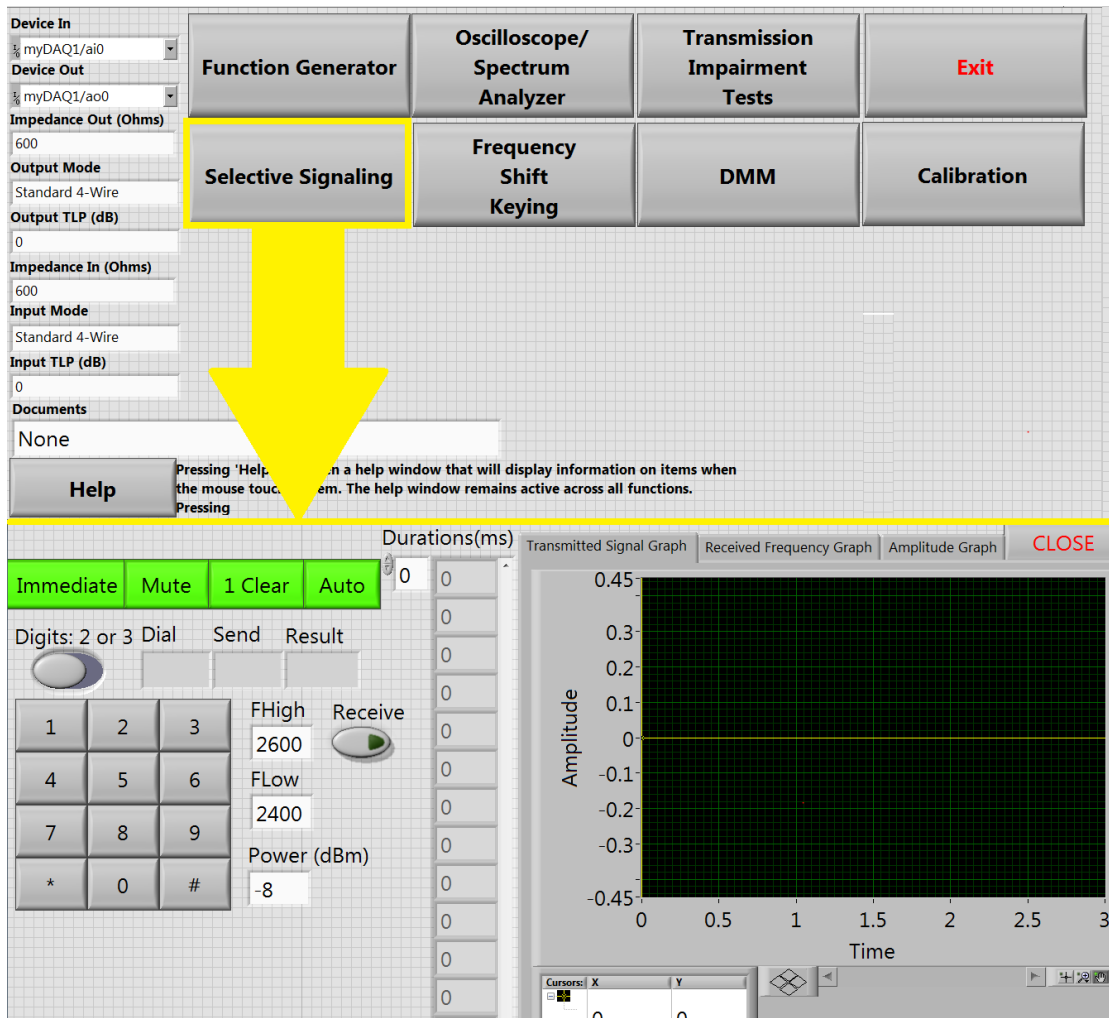 Device In
myDAQ1/ai0
Device Out
myDAQ1/ao0
Impedance Out (Ohms)
600
Output Mode
Standard 4-Wire
Output TLP (dB)
0
Impedance In (Ohms)
600
Input Mode
Standard 4-Wire
Input TLP (dB)
0
Documents
None
Function Generator
Oscilloscope/
Spectrum
Analyzer
Transmission
Impairment
Tests
Exit
Selective Signaling
Frequency
Shift
Keying
DMM
Calibration
Help
Pressing 'Help n a help window that will display information on items when
the mouse touc em. The help window remains active across all functions.
Pressing
Durations(ms)
0
0
0
0
0
0
0
0
0
0
0
0
0
Immediate
Mute
1 Clear
Auto
Digits: 2 or 3
Dial
Send
Result
1
2
3
4
5
6
7
8
9
*
0
#
FHigh
2600
FLow
2400
Power (dBm)
-8
Receive
Transmitted Signal Graph
Received Frequency Graph
Amplitude Graph
CLOSE
Amplitude
0.45
0.3
0.2
0.1
0
-0.1
-0.2
-0.3
-0.45
0
0.5
1
1.5
2
2.5
3
Time
Cursors:
X
Y
0
0